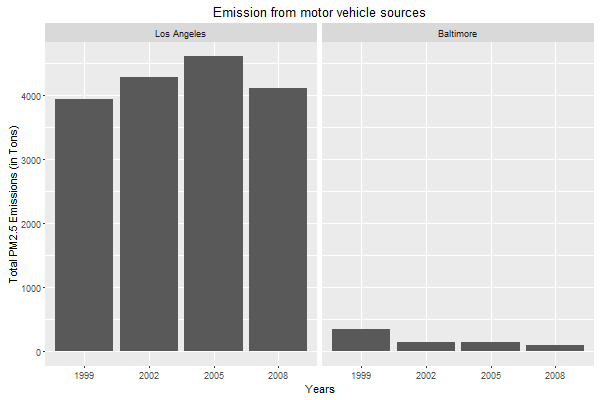 Emission from motor vehicle sources
Los Angeles
Baltimore
Total PM2.5 Emissions (in Tons)
4000
3000
2000
1000
0
1999 2002 2005 2008
1999 2002 2005 2008
Years